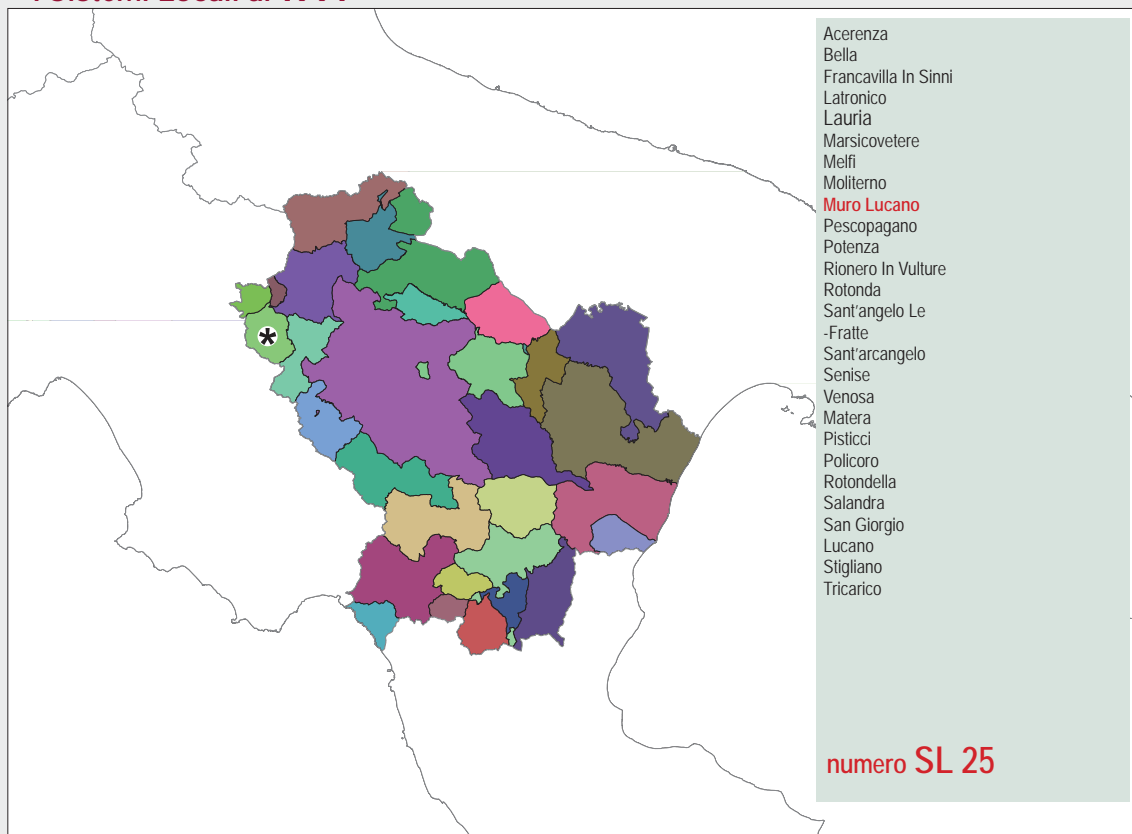 Acerenza
Bella
Francavilla In Sinni
Latronico
Lauria
Marsicovetere
Melfi
Moliterno
Muro Lucano
Pescopagano
Potenza
Rionero In Vulture
Rotonda
Sant'angelo Le
-Fratte
Sant'arcangelo
Senise
Venosa
Matera
Pisticci
Policoro
Rotondella
Salandra
San Giorgio
Lucano
Stigliano
Tricarico
numero SL 25
*